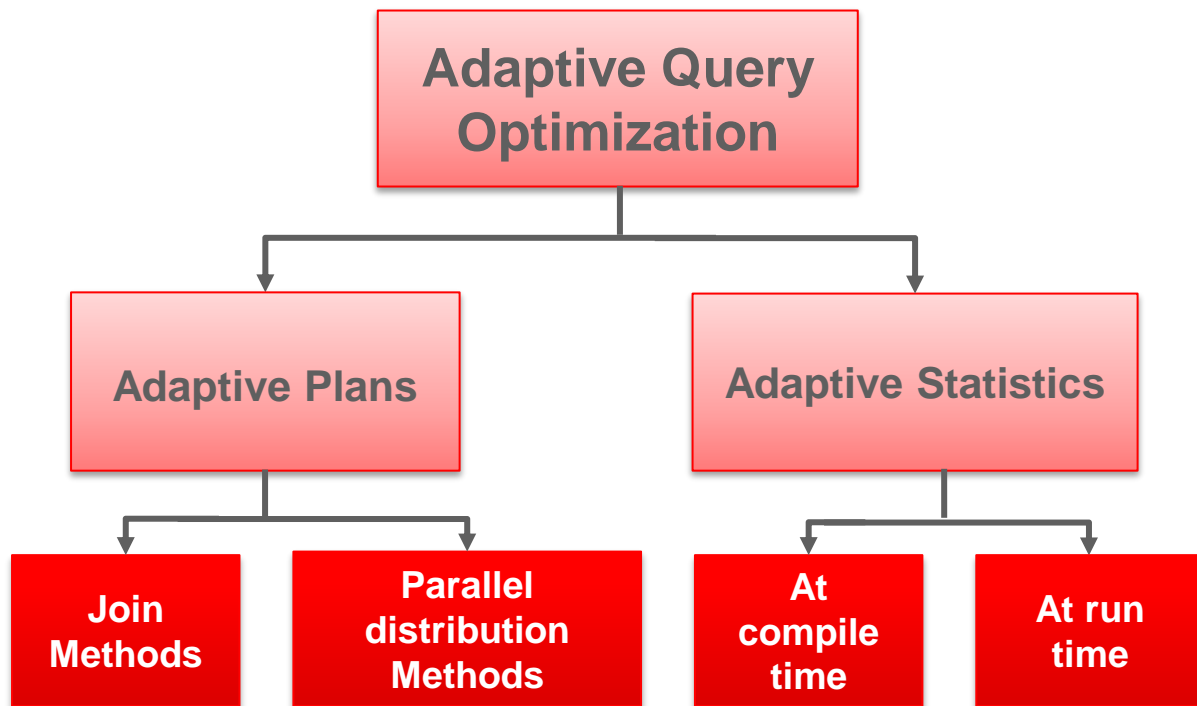 Adaptive Query
Optimization
Adaptive Plans
Adaptive Statistics
Join
Methods
Parallel
distribution
Methods
At
compile
time
At run
time